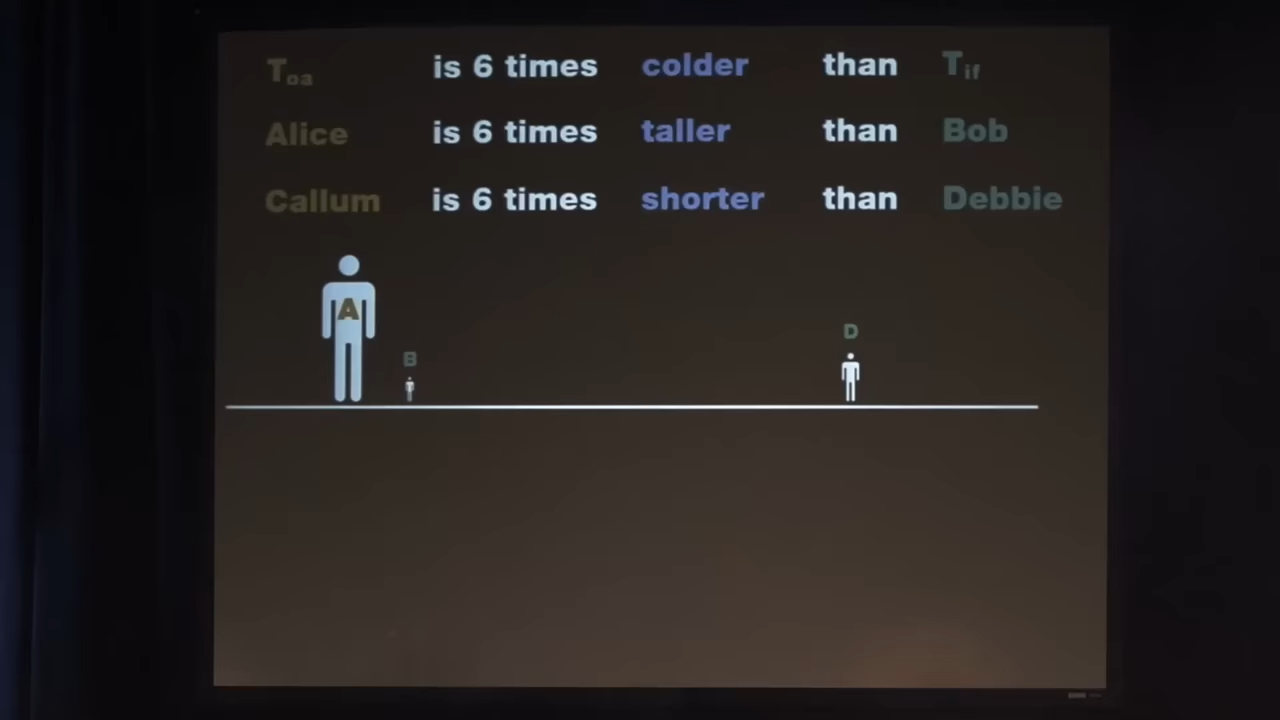 Toa is 6 times colder than Tif
Alice is 6 times taller than Bob
Callum is 6 times shorter than Debbie
A
B
D